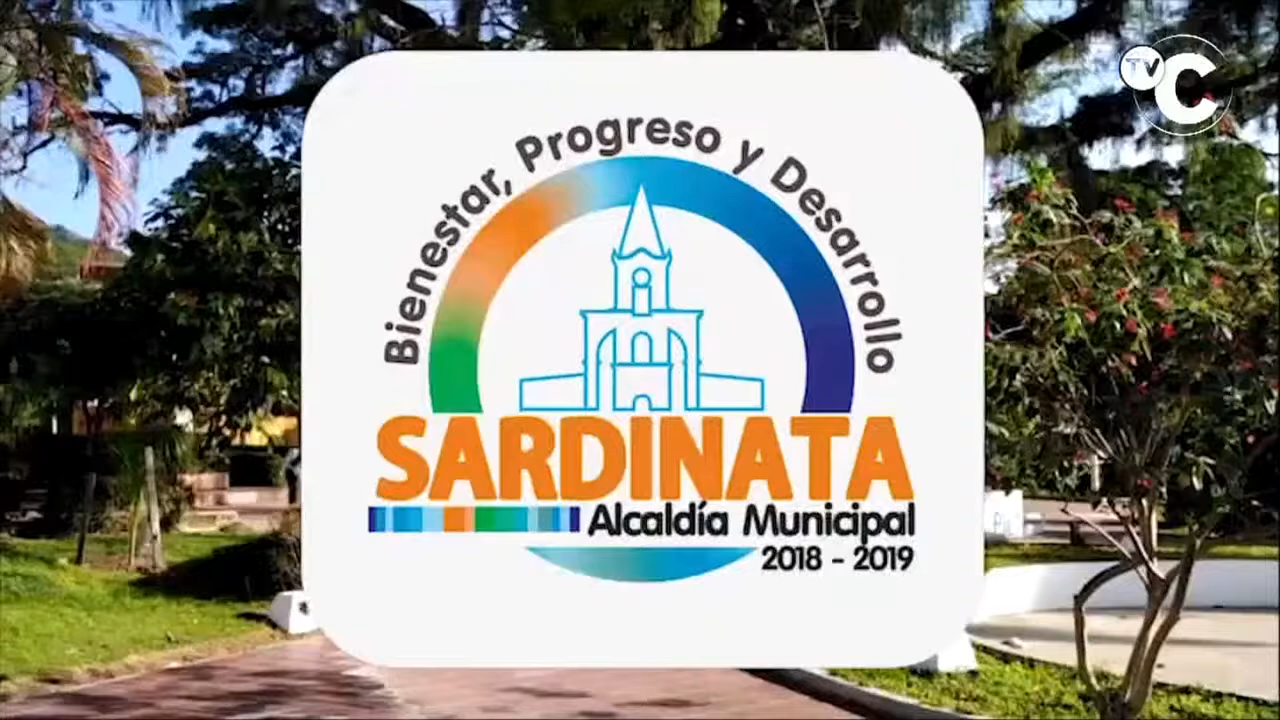 TV C
Bienestar, Progreso y Desarrollo
SARDINATA
Alcaldía Municipal
2018 - 2019